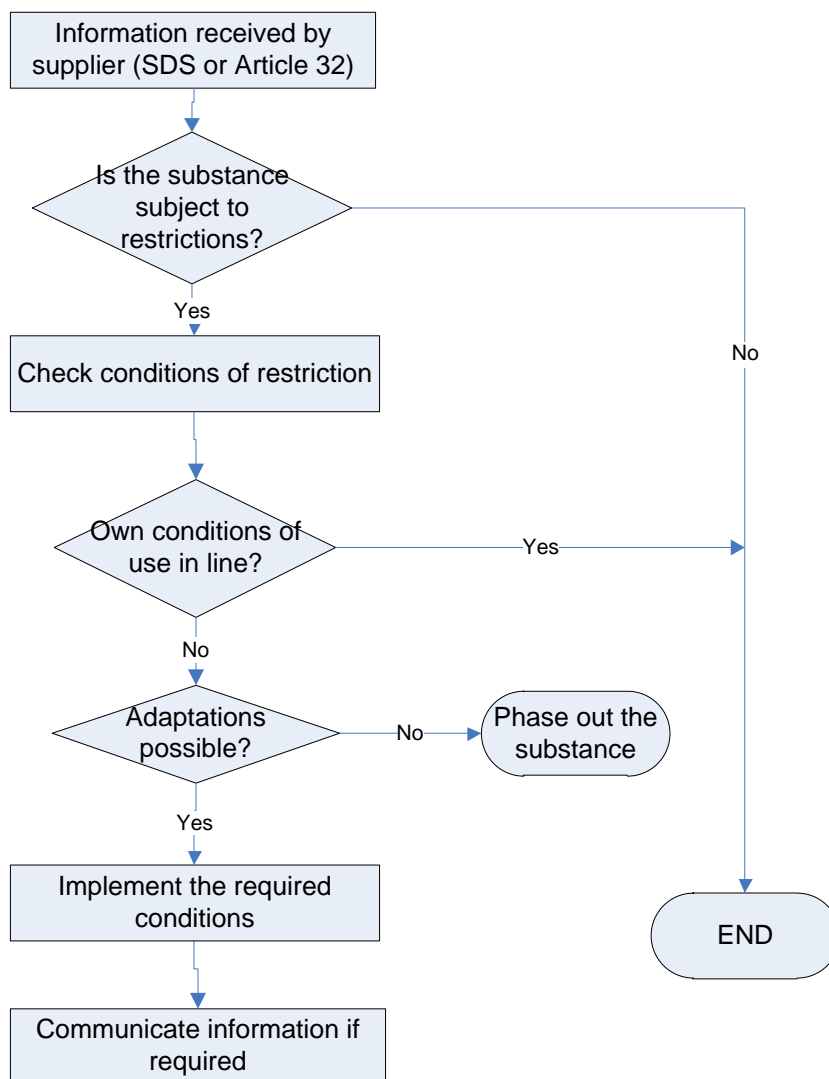 Information received by
supplier (SDS or Article 32)
Is the substance
subject to
restrictions?
Yes
No
Check conditions of restriction
Own conditions of
use in line?
Yes
No
Adaptations
possible?
No
Phase out the
substance
Yes
Implement the required
conditions
END
Communicate information if
required